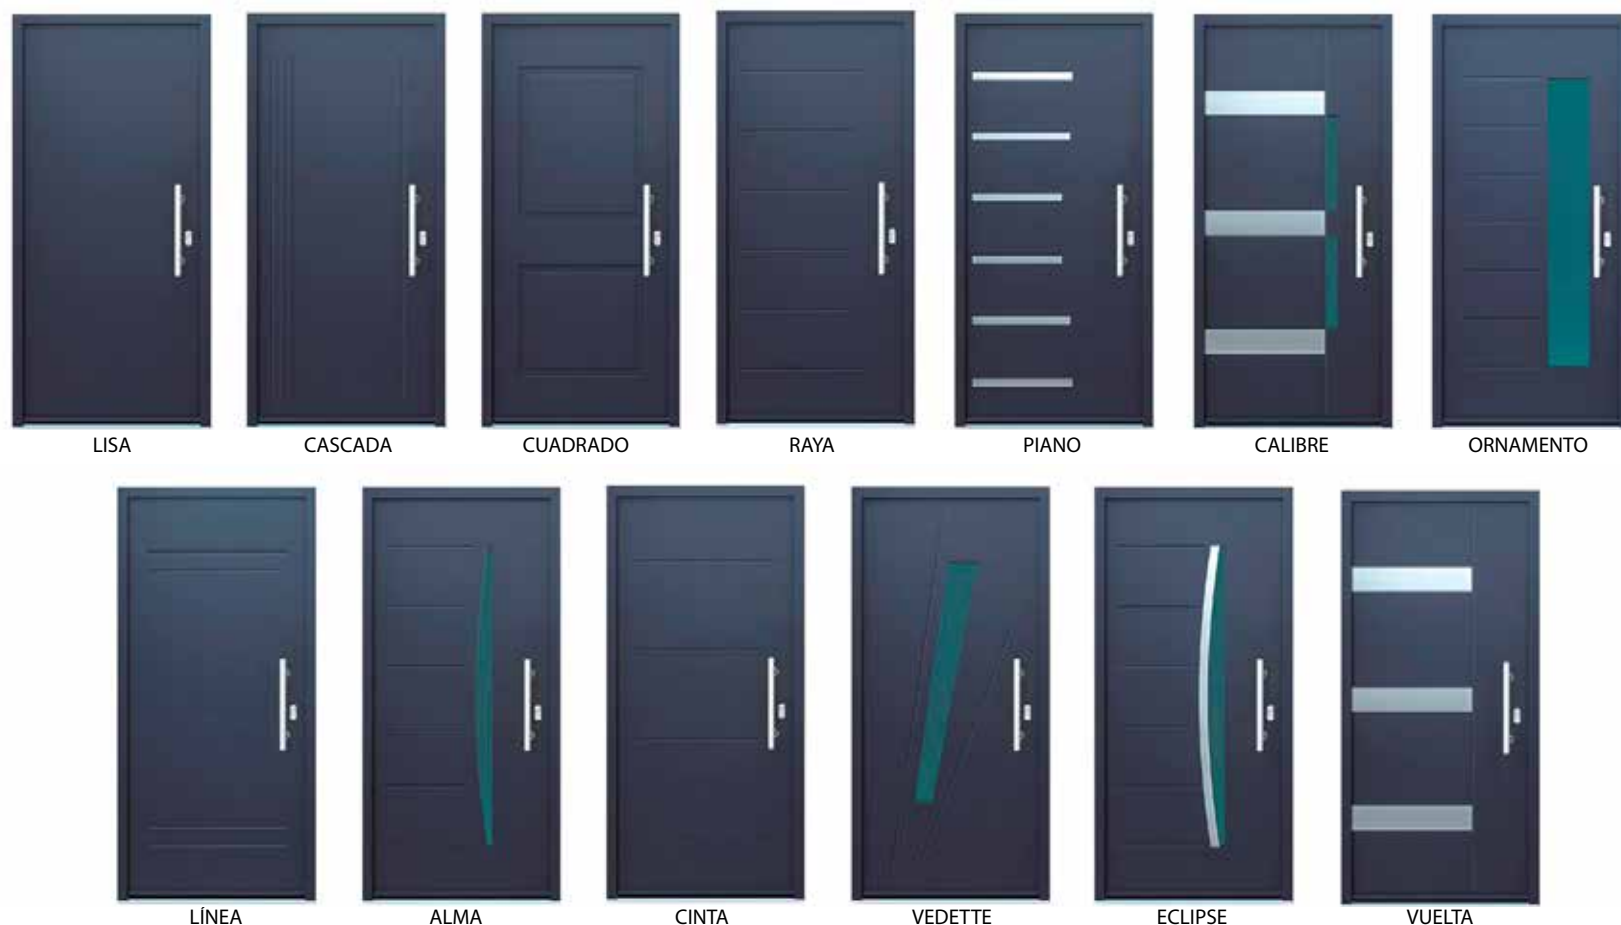 LISA
CASCADA
CUADRADO
RAYA
PIANO
CALIBRE
ORNAMENTO
LÍNEA
ALMA
CINTA
VEDETTE
ECLIPSE
VUELTA